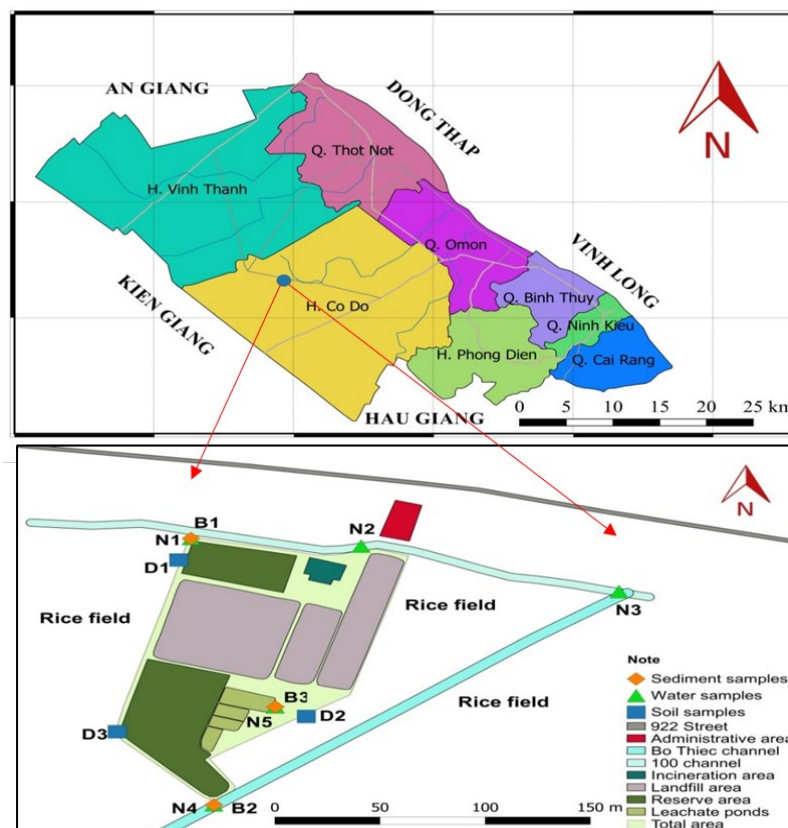 AN GIANG
DONG THAP
N
Q. Thot Not
H. Vinh Thanh
Q. Omon
VINH LONG
KIEN GIANG
Q. Binh Thuy
H. Co Do
Q. Ninh Kieu
H. Phong Dien
Q. Cai Rang
HAU GIANG
0 5 10 15 20 25 km
N
B1
N1
N2
D1
Rice field
Rice field
N3
Rice field
B3
N5
D2
D3
N4
B2
0 50 100 150 m
Note
Sediment samples
Water samples
Soil samples
922 Street
Administrative area
Bo Thiec channel
100 channel
Incineration area
Landfill area
Reserve area
Leachate ponds
Total area